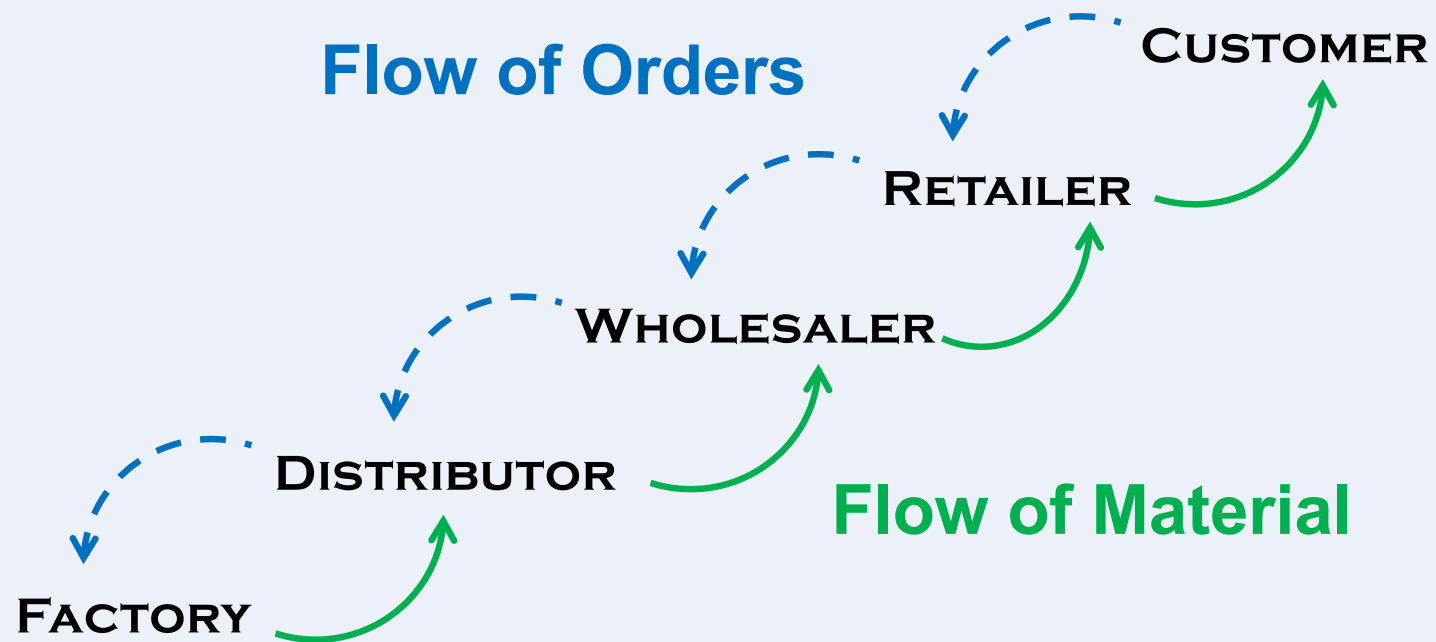 CUSTOMER
Flow of Orders
RETAILER
WHOLESALER
DISTRIBUTOR
Flow of Material
FACTORY